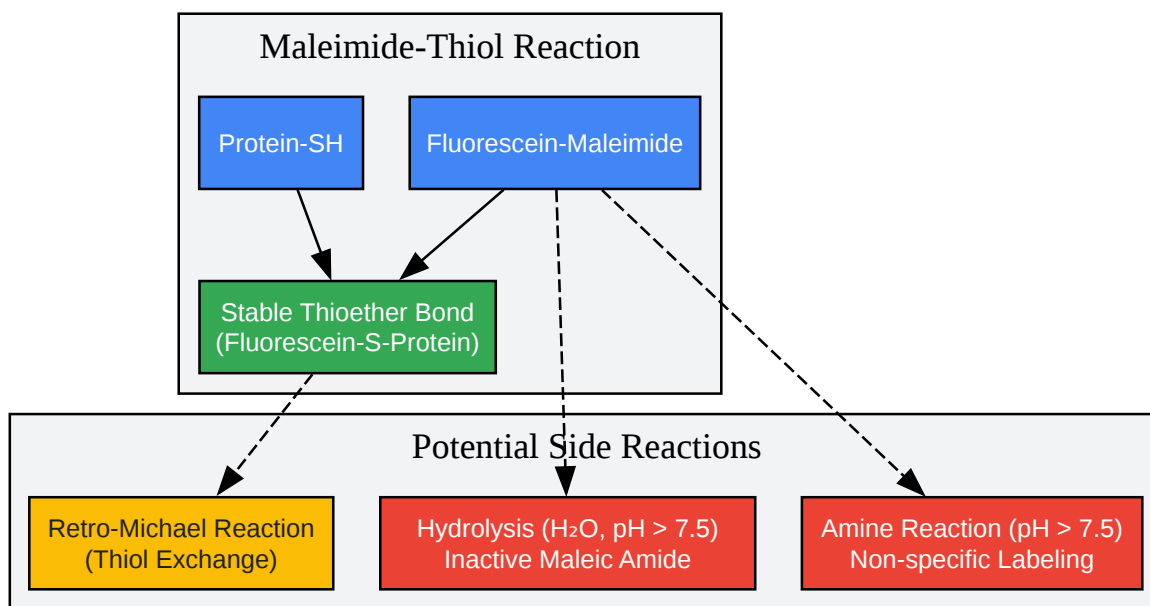 Maleimide-Thiol Reaction
Protein-SH
Fluorescein-Maleimide
Stable Thioether Bond
(Fluorescein-S-Protein)
Potential Side Reactions
Retro-Michael Reaction
(Thiol Exchange)
Hydrolysis (H₂O, pH > 7.5)
Inactive Maleic Amide
Amine Reaction (pH > 7.5)
Non-specific Labeling